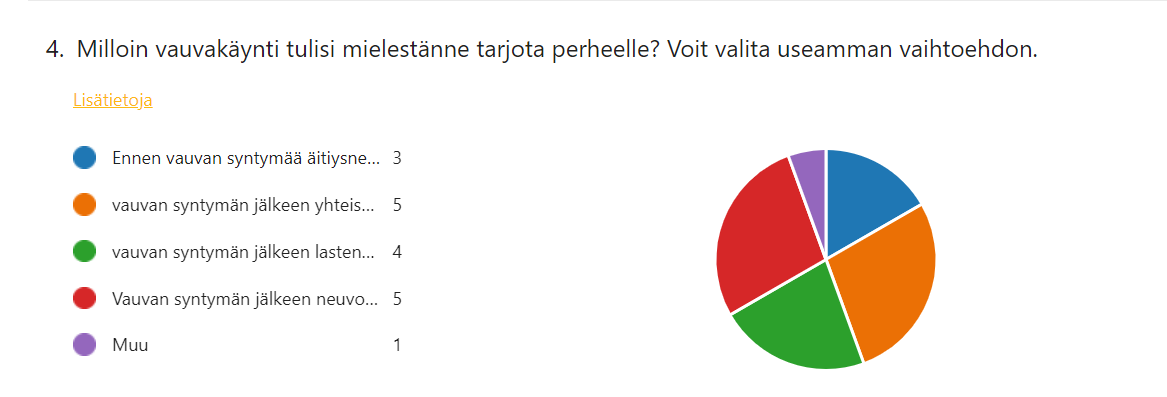 4. Milloin vauvakäynti tulisi mielestänne tarjota perheelle? Voit valita useamman vaihtoehdon.
Lisätietoja
Ennen vauvan syntymää äitiysne... 3
vauvan syntymän jälkeen yhteis... 5
vauvan syntymän jälkeen lasten... 4
Vauvan syntymän jälkeen neuvo... 5
Muu 1